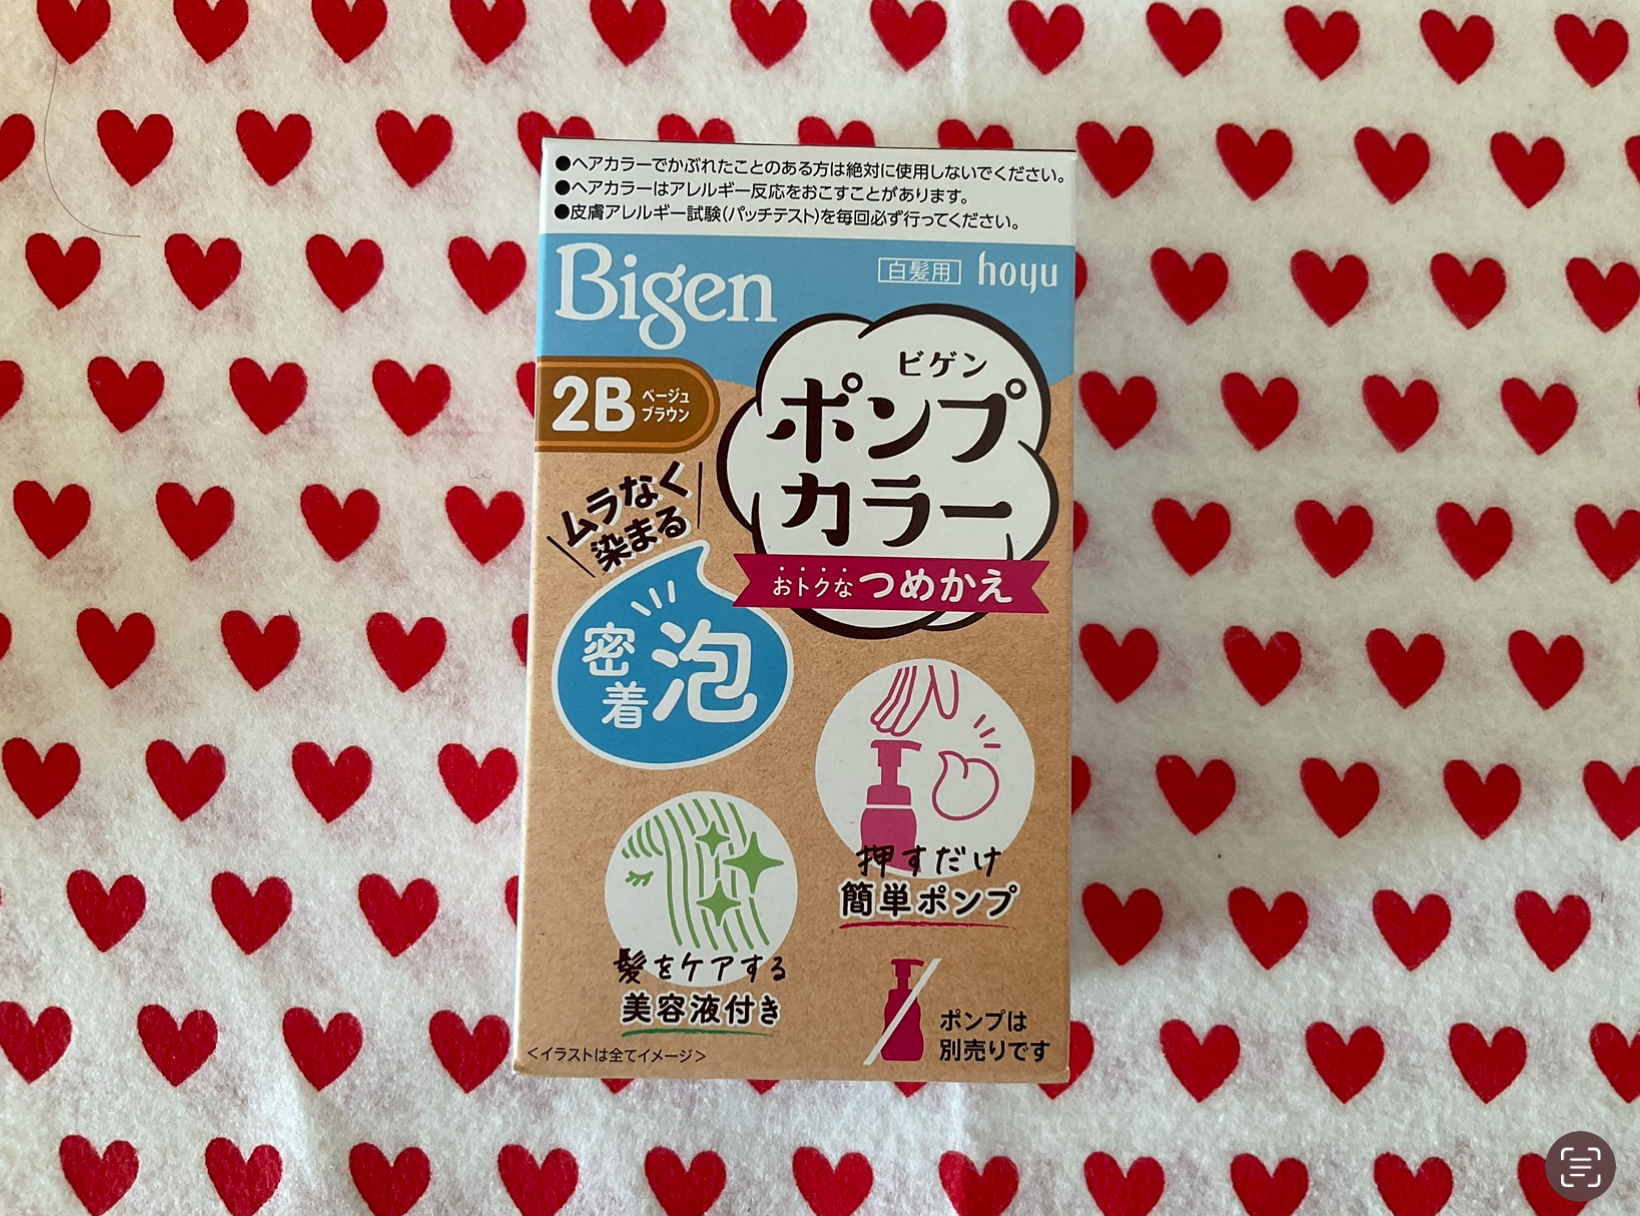 ●ヘアカラーでかぶれたことのある方は絶対に使用しないでください。
●ヘアカラーはアレルギー反応をおこすことがあります。
●皮膚アレルギー試験(パッチテスト)を毎回必ず行ってください。
Bigen
白髪用 hoyu
2B ベージュ
ブラウン
ビゲン
ポンプ
カラー
おトクな つめかえ
ムラなく
染まる
密着泡
押すだけ
簡単ポンプ
髪をケアする
美容液付き
ポンプは
別売りです
<イラストは全てイメージ>